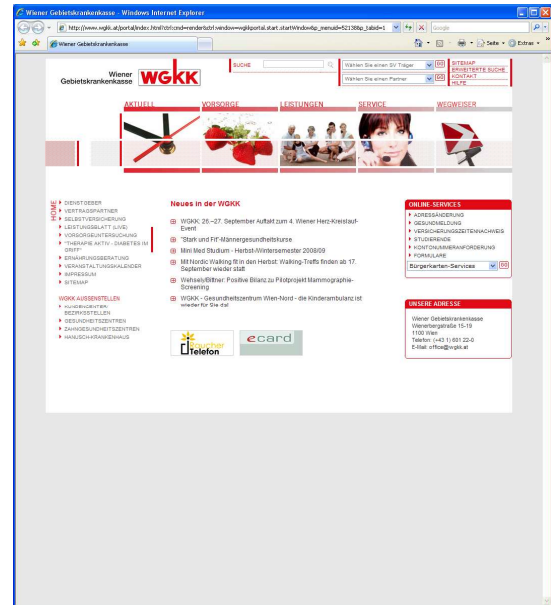 Wiener Gebietskrankenkasse - Windows Internet Explorer
http://www.wgkk.at/portal/index.html?ctrl:cmd=render&ctrl:window=wgkkportal.start.startWindow&p_menuid=52138&p_tabid=1
Google
Wiener Gebietskrankenkasse
Seite
Extras
Wiener
Gebietskrankenkasse
WGKK
SUCHE
Wählen Sie einen SV Träger
GO
Wählen Sie einen Partner
GO
SITEMAP
ERWEITERTE SUCHE
KONTAKT
HILFE
AKTUELL
VORSORGE
LEISTUNGEN
SERVICE
WEGWEISER
HOME
DIENSTGEBER
VERTRAGSPARTNER
SELBSTVERSICHERUNG
LEISTUNGSBLATT (LIVE)
VORSORGEUNTERSUCHUNG
"THERAPIE AKTIV - DIABETES IM
GRIFF"
ERNÄHRUNGSBERATUNG
VERANSTALTUNGSKALENDER
IMPRESSUM
SITEMAP
WGKK AUSSENSTELLEN
KUNDENCENTER/
BEZIRKSSTELLEN
GESUNDHEITSZENTREN
ZAHNGESUNDHEITSZENTREN
HANUSCH-KRANKENHAUS
Neues in der WGKK
WGKK: 26.–27. September Auftakt zum 4. Wiener Herz-Kreislauf-
Event
"Stark und Fit"-Männergesundheitskurse
Mini Med Studium - Herbst-/Wintersemester 2008/09
Mit Nordic Walking fit in den Herbst: Walking-Treffs finden ab 17.
September wieder statt
Wehsely/Bittner: Positive Bilanz zu Pilotprojekt Mammographie-
Screening
WGKK - Gesundheitszentrum Wien-Nord - die Kinderambulanz ist
wieder für Sie da!
Raucher
Telefon
ecard
ONLINE-SERVICES
ADRESSÄNDERUNG
GESUNDMELDUNG
VERSICHERUNGSZEITENNACHWEIS
STUDIERENDE
KONTONUMMERANFORDERUNG
FORMULARE
Bürgerkarten-Services
GO
UNSERE ADRESSE
Wiener Gebietskrankenkasse
Wienerbergstraße 15-19
1100 Wien
Telefon: (+43 1) 601 22-0
E-Mail: office@wgkk.at